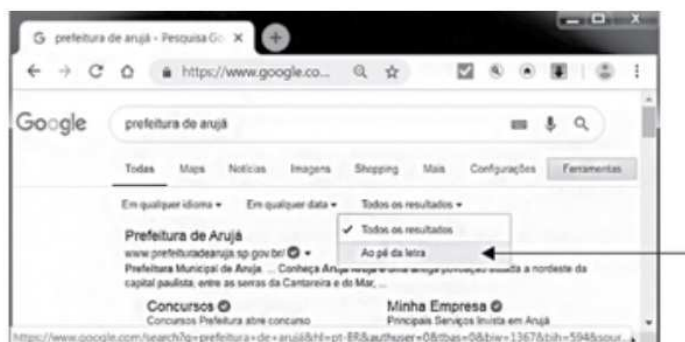 G prefeitura de arujá - Pesquisa Go X
https://www.google.co...
Google prefeitura de arujá
Todas Maps Notícias Imagens Shopping Mais Configurações Ferramentas
Em qualquer idioma Em qualquer data Todos os resultados
✓ Todos os resultados
Ao pé da letra
Prefeitura de Arujá
www.prefeituradearuja.sp.gov.br/
Prefeitura Municipal de Aruja ... Conheça Arujá a nordeste da
capital paulista, entre as serras da Cantareira e do Mar, ...
Concursos Minha Empresa
Concursos Prefeitura abre concurso Principais Serviços Invista em Arujá